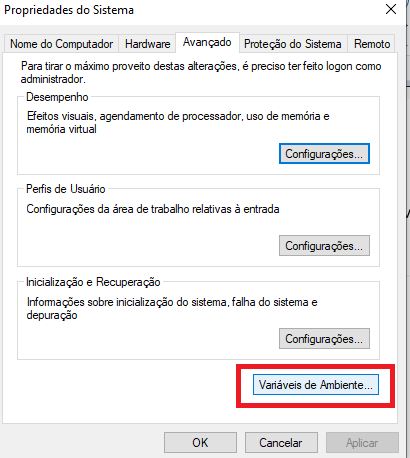 Propriedades do Sistema
Nome do Computador Hardware Avançado Proteção do Sistema Remoto
Para tirar o máximo proveito destas alterações, é preciso ter feito logon como
administrador.
Desempenho
Efeitos visuais, agendamento de processador, uso de memória e
memória virtual
Configurações...
Perfis de Usuário
Configurações da área de trabalho relativas à entrada
Configurações...
Inicialização e Recuperação
Informações sobre inicialização do sistema, falha do sistema e
depuração
Configurações...
Variáveis de Ambiente...
OK Cancelar Aplicar